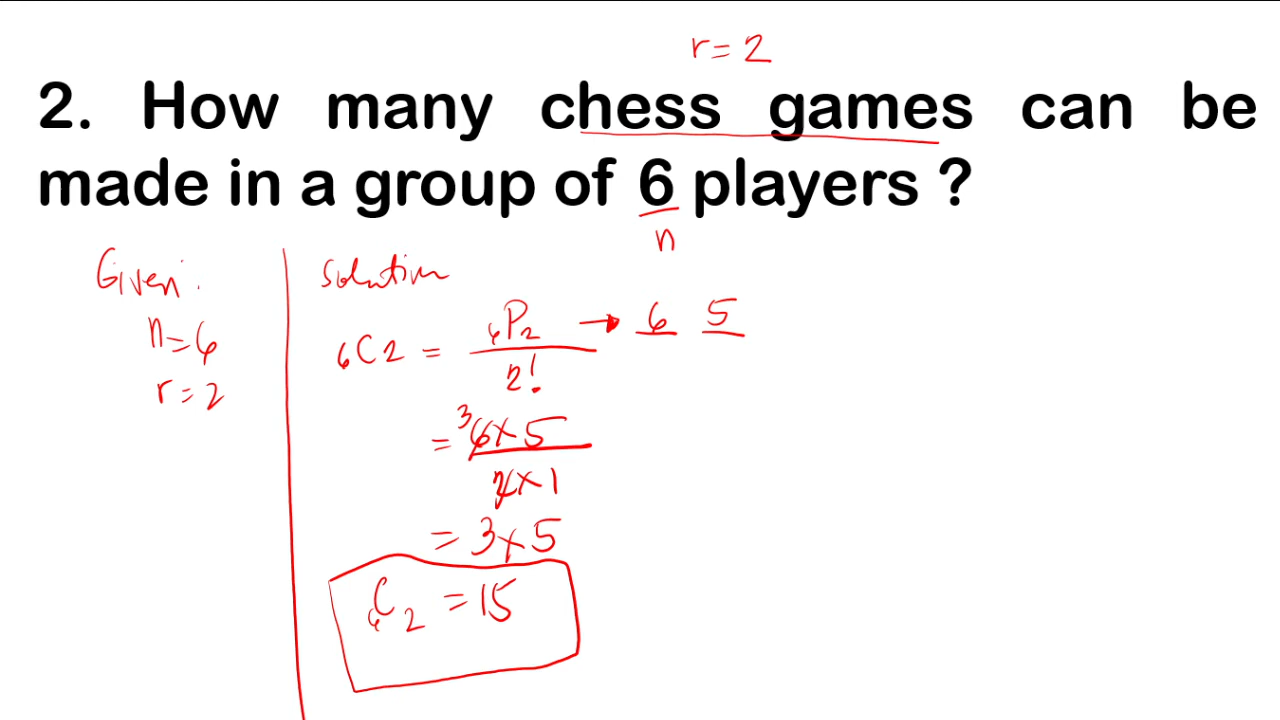 r = 2
2. How many chess games can be
made in a group of 6 players ?
n
Given:
n = 6
r = 2
Solution
6C2 = 6P2 / 2! → 6 5
= 3 6 x 5 / 2 x 1
= 3 x 5
6C2 = 15